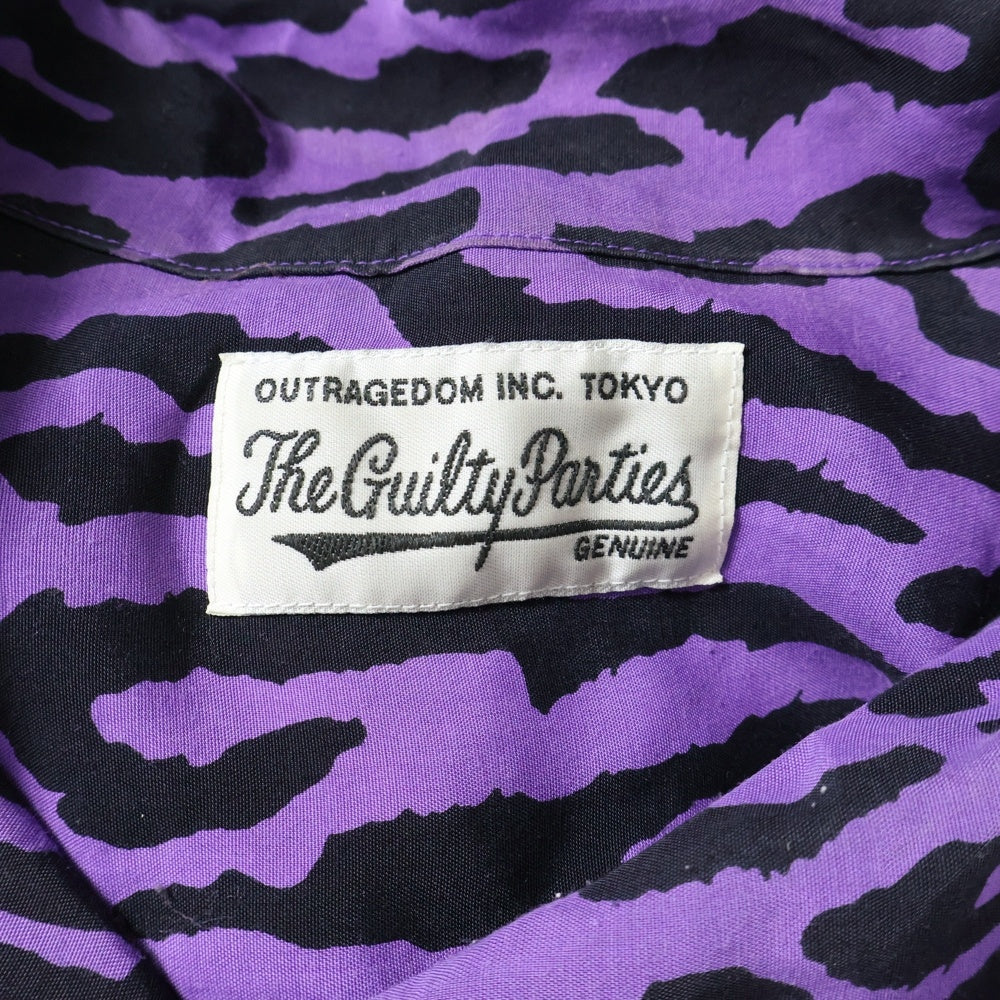 OUTRAGEDOM INC. TOKYO
The Guilty Parties
GENUINE